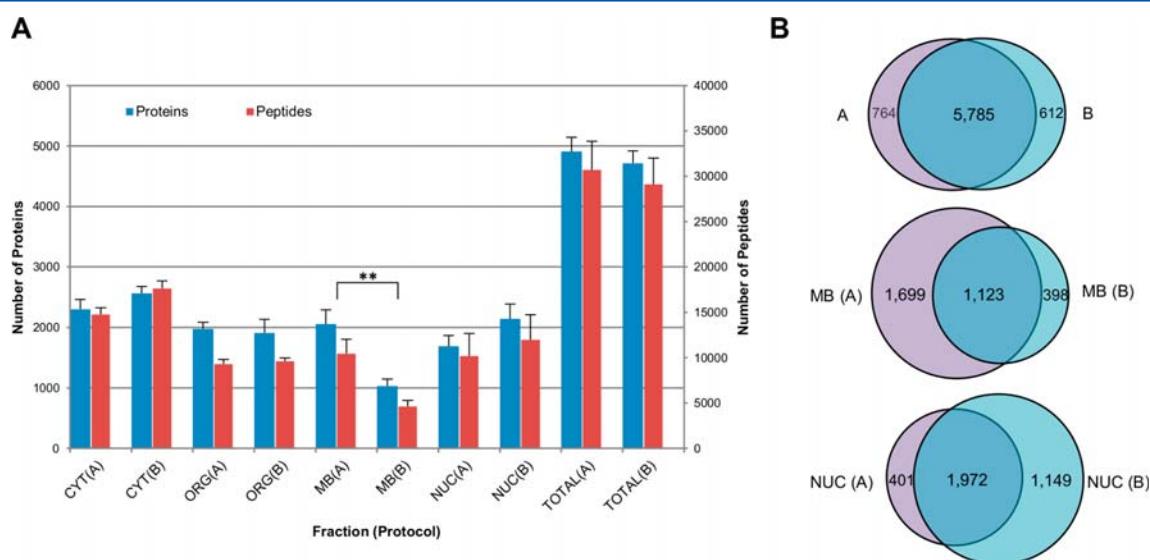 A
Number of Proteins
6000
5000
4000
3000
2000
1000
0
Proteins
Peptides
**
40000
35000
30000
25000
20000
15000
10000
5000
0
Number of Peptides
CYT(A)
CYT(B)
ORG(A)
ORG(B)
MB(A)
MB(B)
NUC(A)
NUC(B)
TOTAL(A)
TOTAL(B)
Fraction (Protocol)
B
A 764 5,785 612 B
MB (A) 1,699 1,123 398 MB (B)
NUC (A) 401 1,972 1,149 NUC (B)